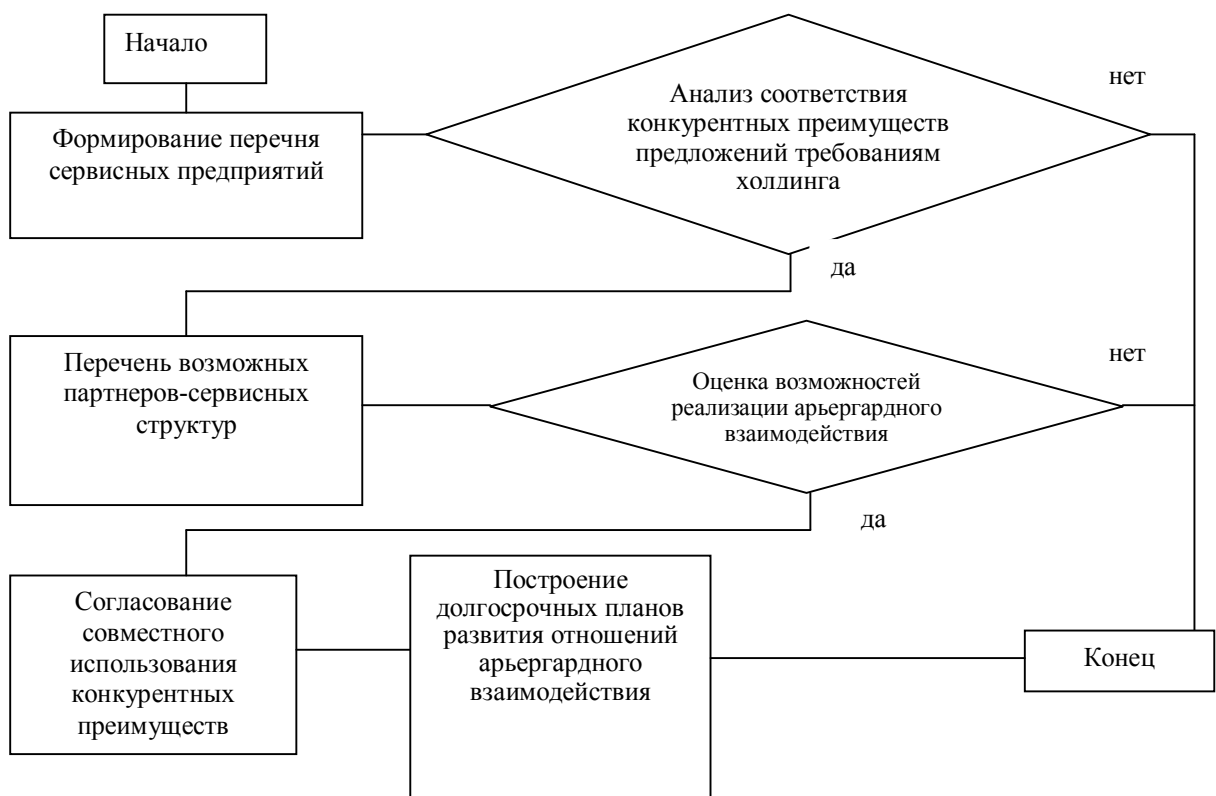 Начало
Формирование перечня
сервисных предприятий
Анализ соответствия
конкурентных преимуществ
предложений требованиям
холдинга
нет
да
Перечень возможных
партнеров-сервисных
структур
Оценка возможностей
реализации арьергардного
взаимодействия
нет
да
Согласование
совместного
использования
конкурентных
преимуществ
Построение
долгосрочных планов
развития отношений
арьергардного
взаимодействия
Конец